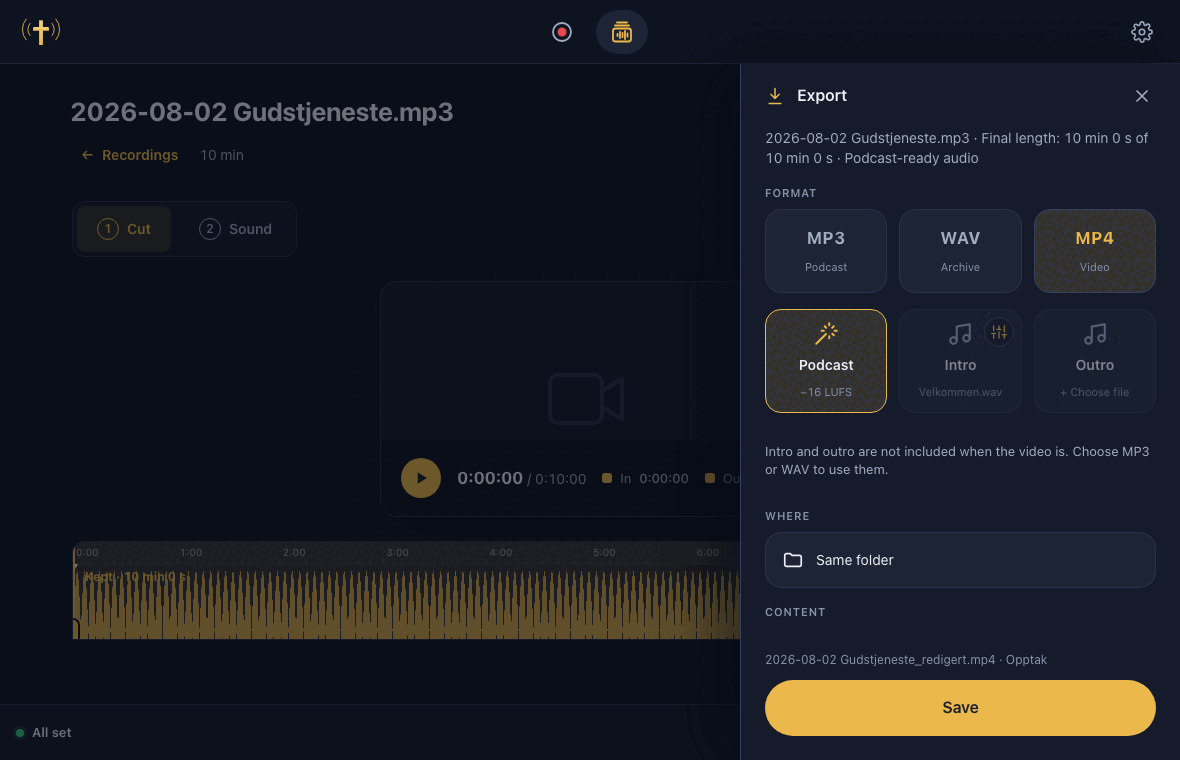 2026-08-02 Gudstjeneste.mp3
← Recordings 10 min
1 Cut 2 Sound
0:00:00 / 0:10:00 In 0:00:00
0:00 1:00 2:00 3:00 4:00 5:00 6:00
Kept · 10 min 0 s
All set
Export
2026-08-02 Gudstjeneste.mp3 · Final length: 10 min 0 s of
10 min 0 s · Podcast-ready audio
FORMAT
MP3 WAV MP4
Podcast Archive Video
Podcast Intro Outro
−16 LUFS Velkommen.wav + Choose file
Intro and outro are not included when the video is. Choose MP3
or WAV to use them.
WHERE
Same folder
CONTENT
2026-08-02 Gudstjeneste_redigert.mp4 · Opptak
Save